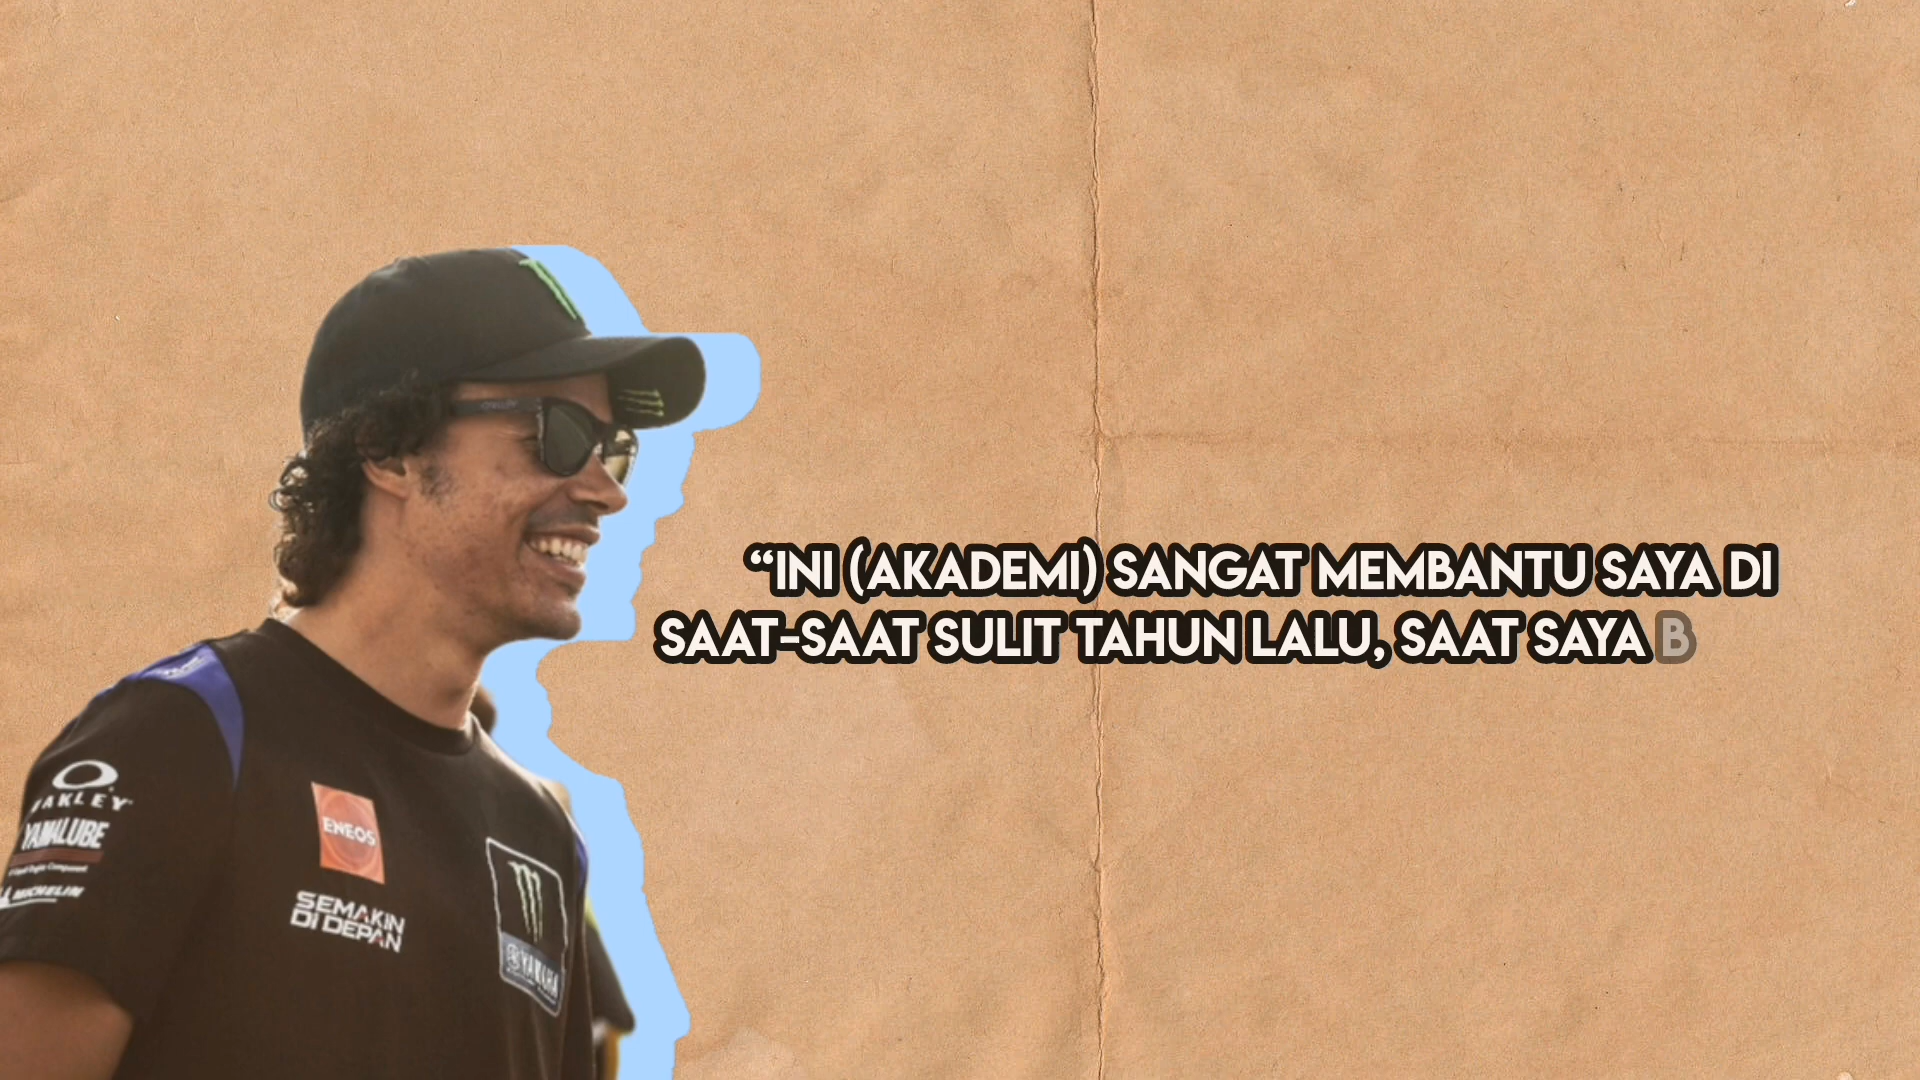 “INI (AKADEMI) SANGAT MEMBANTU SAYA DI
SAAT-SAAT SULIT TAHUN LALU, SAAT SAYA B
OAKLEY
YAMALUBE
MICHELIN
ENEOS
SEMAKIN
DI DEPAN
YAMAHA